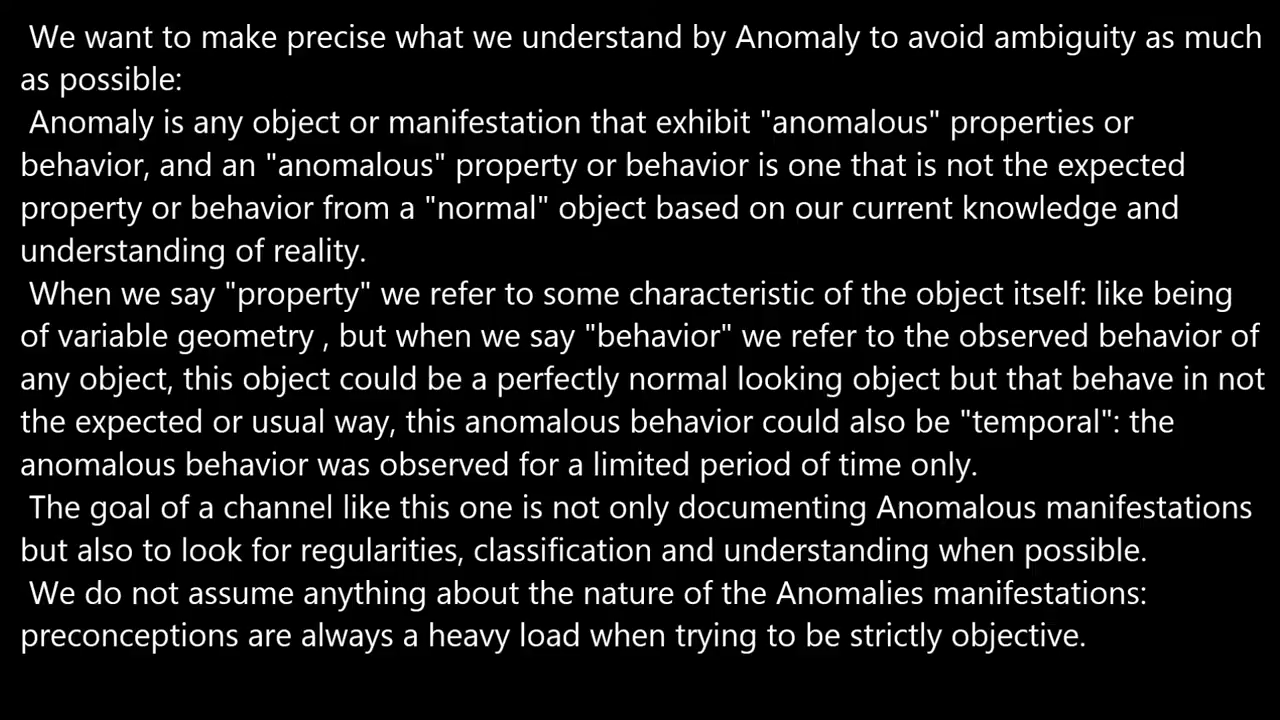 We want to make precise what we understand by Anomaly to avoid ambiguity as much
as possible:
Anomaly is any object or manifestation that exhibit "anomalous" properties or
behavior, and an "anomalous" property or behavior is one that is not the expected
property or behavior from a "normal" object based on our current knowledge and
understanding of reality.
When we say "property" we refer to some characteristic of the object itself: like being
of variable geometry , but when we say "behavior" we refer to the observed behavior of
any object, this object could be a perfectly normal looking object but that behave in not
the expected or usual way, this anomalous behavior could also be "temporal": the
anomalous behavior was observed for a limited period of time only.
The goal of a channel like this one is not only documenting Anomalous manifestations
but also to look for regularities, classification and understanding when possible.
We do not assume anything about the nature of the Anomalies manifestations:
preconceptions are always a heavy load when trying to be strictly objective.